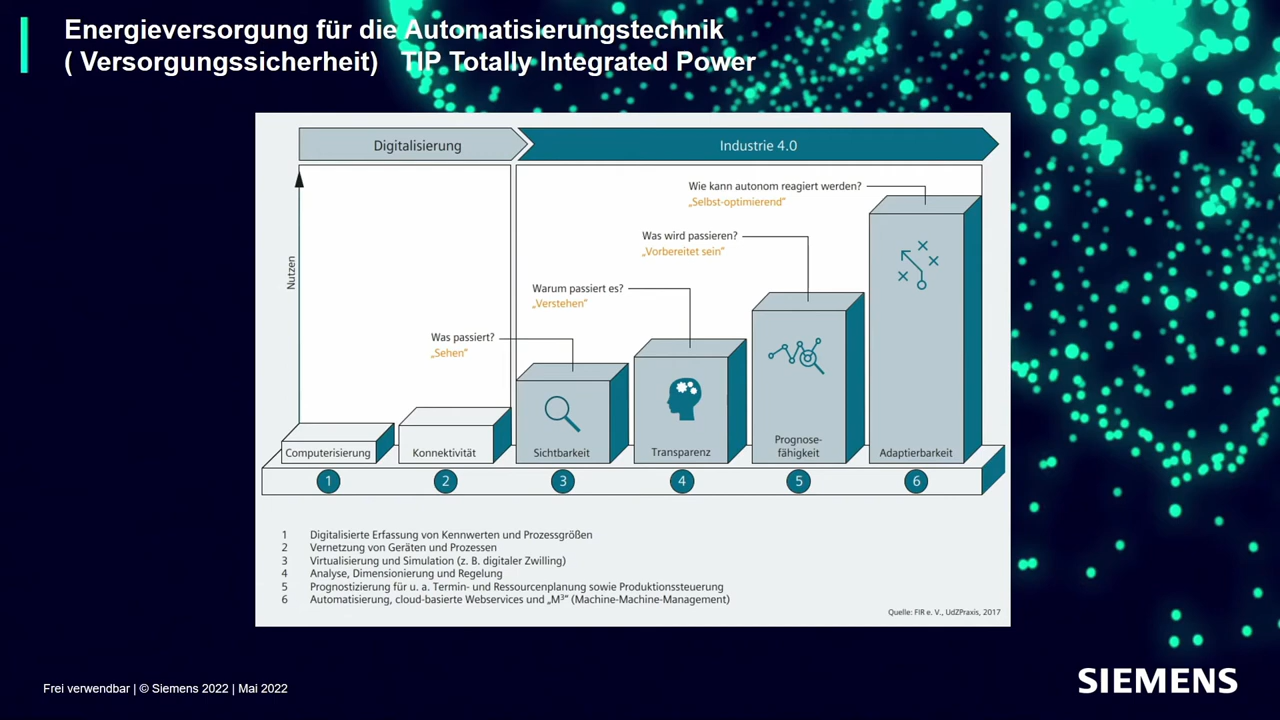 Energieversorgung für die Automatisierungstechnik
( Versorgungssicherheit) TIP Totally Integrated Power
Digitalisierung
Industrie 4.0
Nutzen
Wie kann autonom reagiert werden?
„Selbst-optimierend“
Was wird passieren?
„Vorbereitet sein“
Warum passiert es?
„Verstehen“
Was passiert?
„Sehen“
Computerisierung
Konnektivität
Sichtbarkeit
Transparenz
Prognose-
fähigkeit
Adaptierbarkeit
1
2
3
4
5
6
1 Digitalisierte Erfassung von Kennwerten und Prozessgrößen
2 Vernetzung von Geräten und Prozessen
3 Virtualisierung und Simulation (z. B. digitaler Zwilling)
4 Analyse, Dimensionierung und Regelung
5 Prognostizierung für u. a. Termin- und Ressourcenplanung sowie Produktionssteuerung
6 Automatisierung, cloud-basierte Webservices und „M³“ (Machine-Machine-Management)
Quelle: FIR e. V., UdZPraxis, 2017
Frei verwendbar | © Siemens 2022 | Mai 2022
SIEMENS